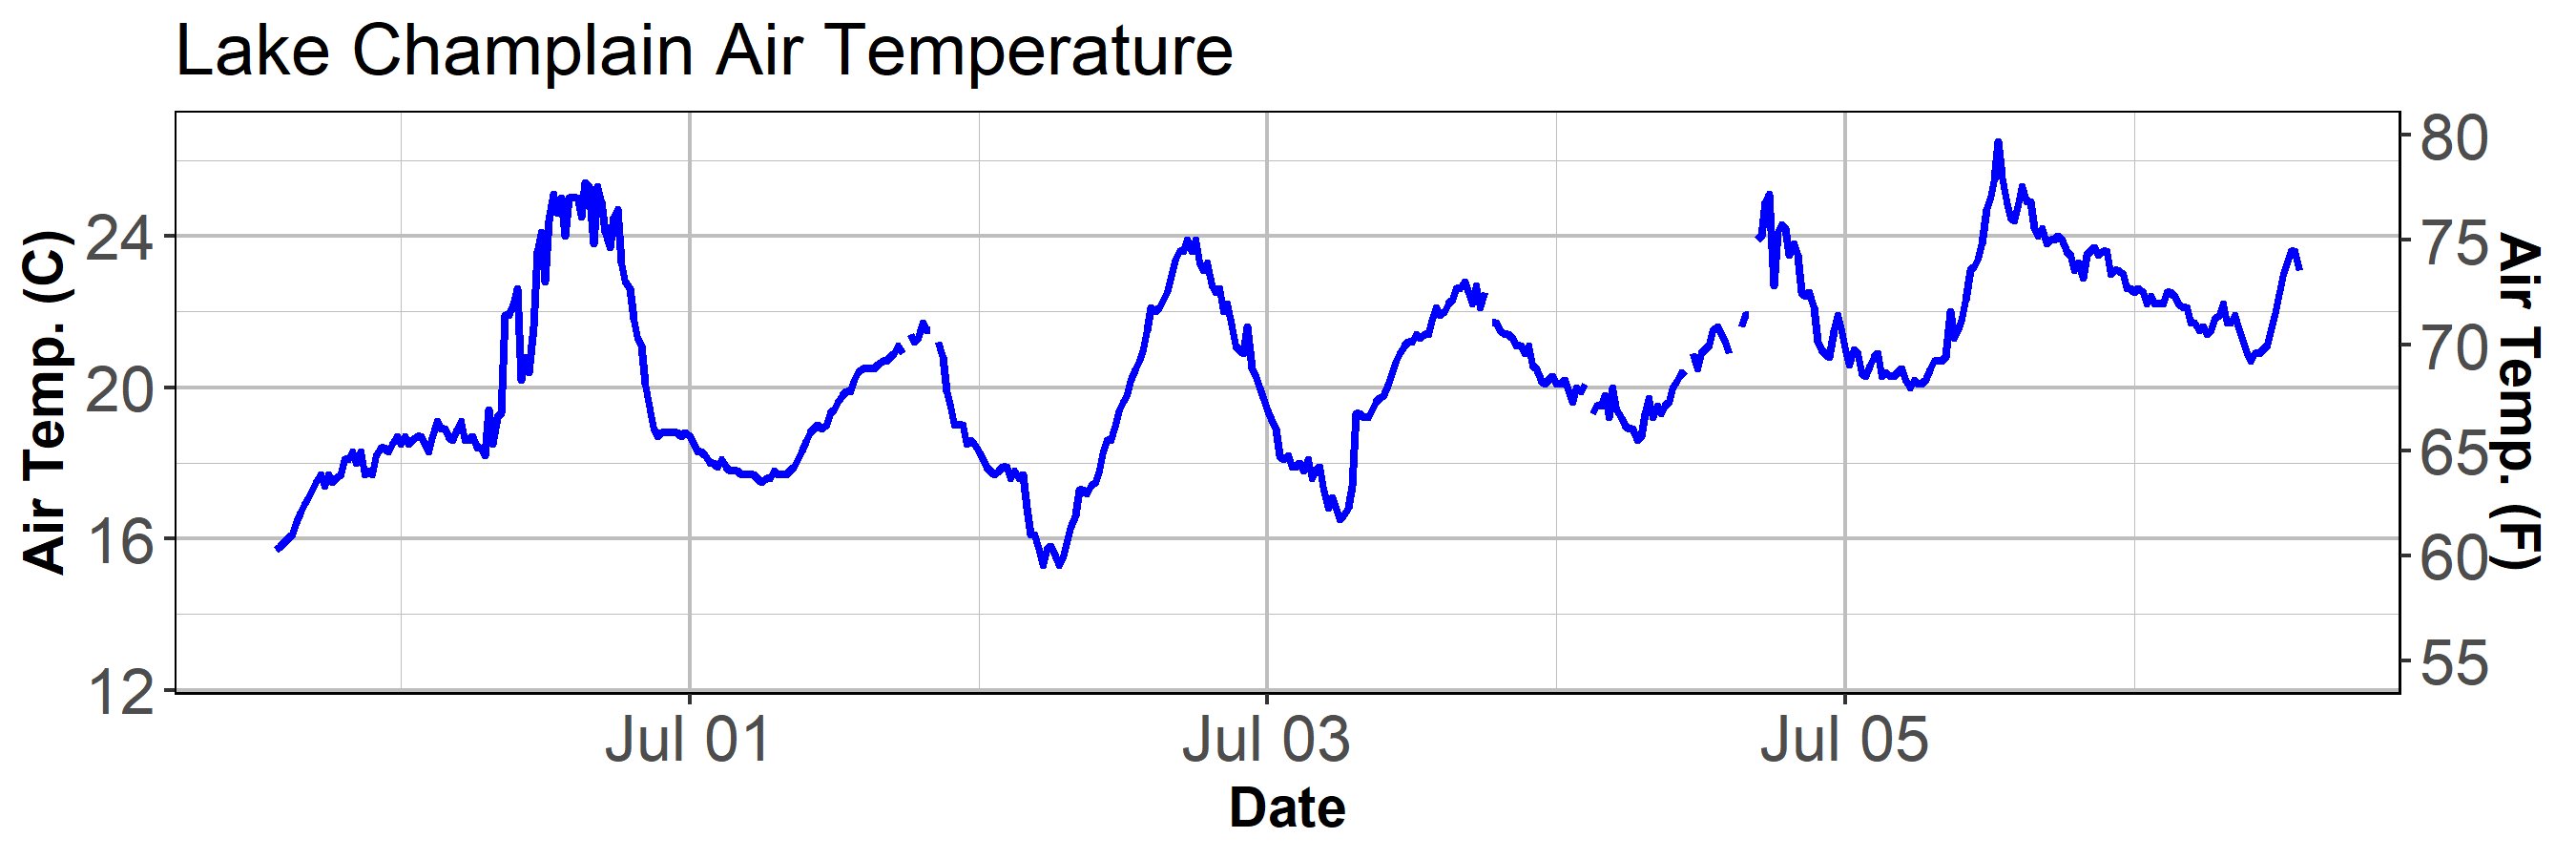 Lake Champlain Air Temperature
Air Temp. (C)
24
20
16
12
80
75
70
65
60
55
Air Temp. (F)
Jul 01 Jul 03 Jul 05
Date